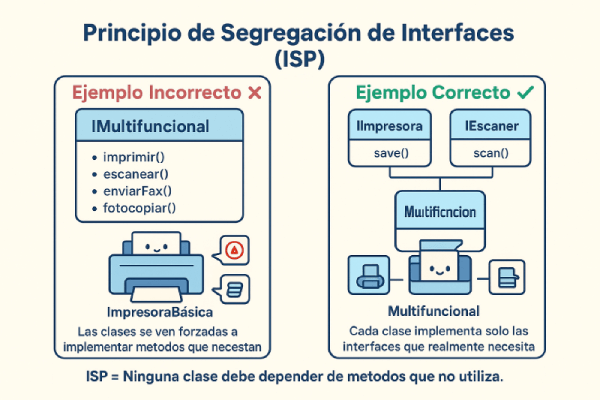 Principio de Segregación de Interfaces
(ISP)
Ejemplo Incorrecto ✗
IMultifuncional
• imprimir()
• escanear()
• enviarFax()
• fotocopiar()
ImpresoraBásica
Las clases se ven forzadas a
implementar metodos que necestan
Ejemplo Correcto ✓
IImpresora
save()
IEscaner
scan()
Multificncion
Multifuncional
Cada clase implementa solo las
interfaces que realmente necesita
ISP = Ninguna clase debe depender de metodos que no utiliza.